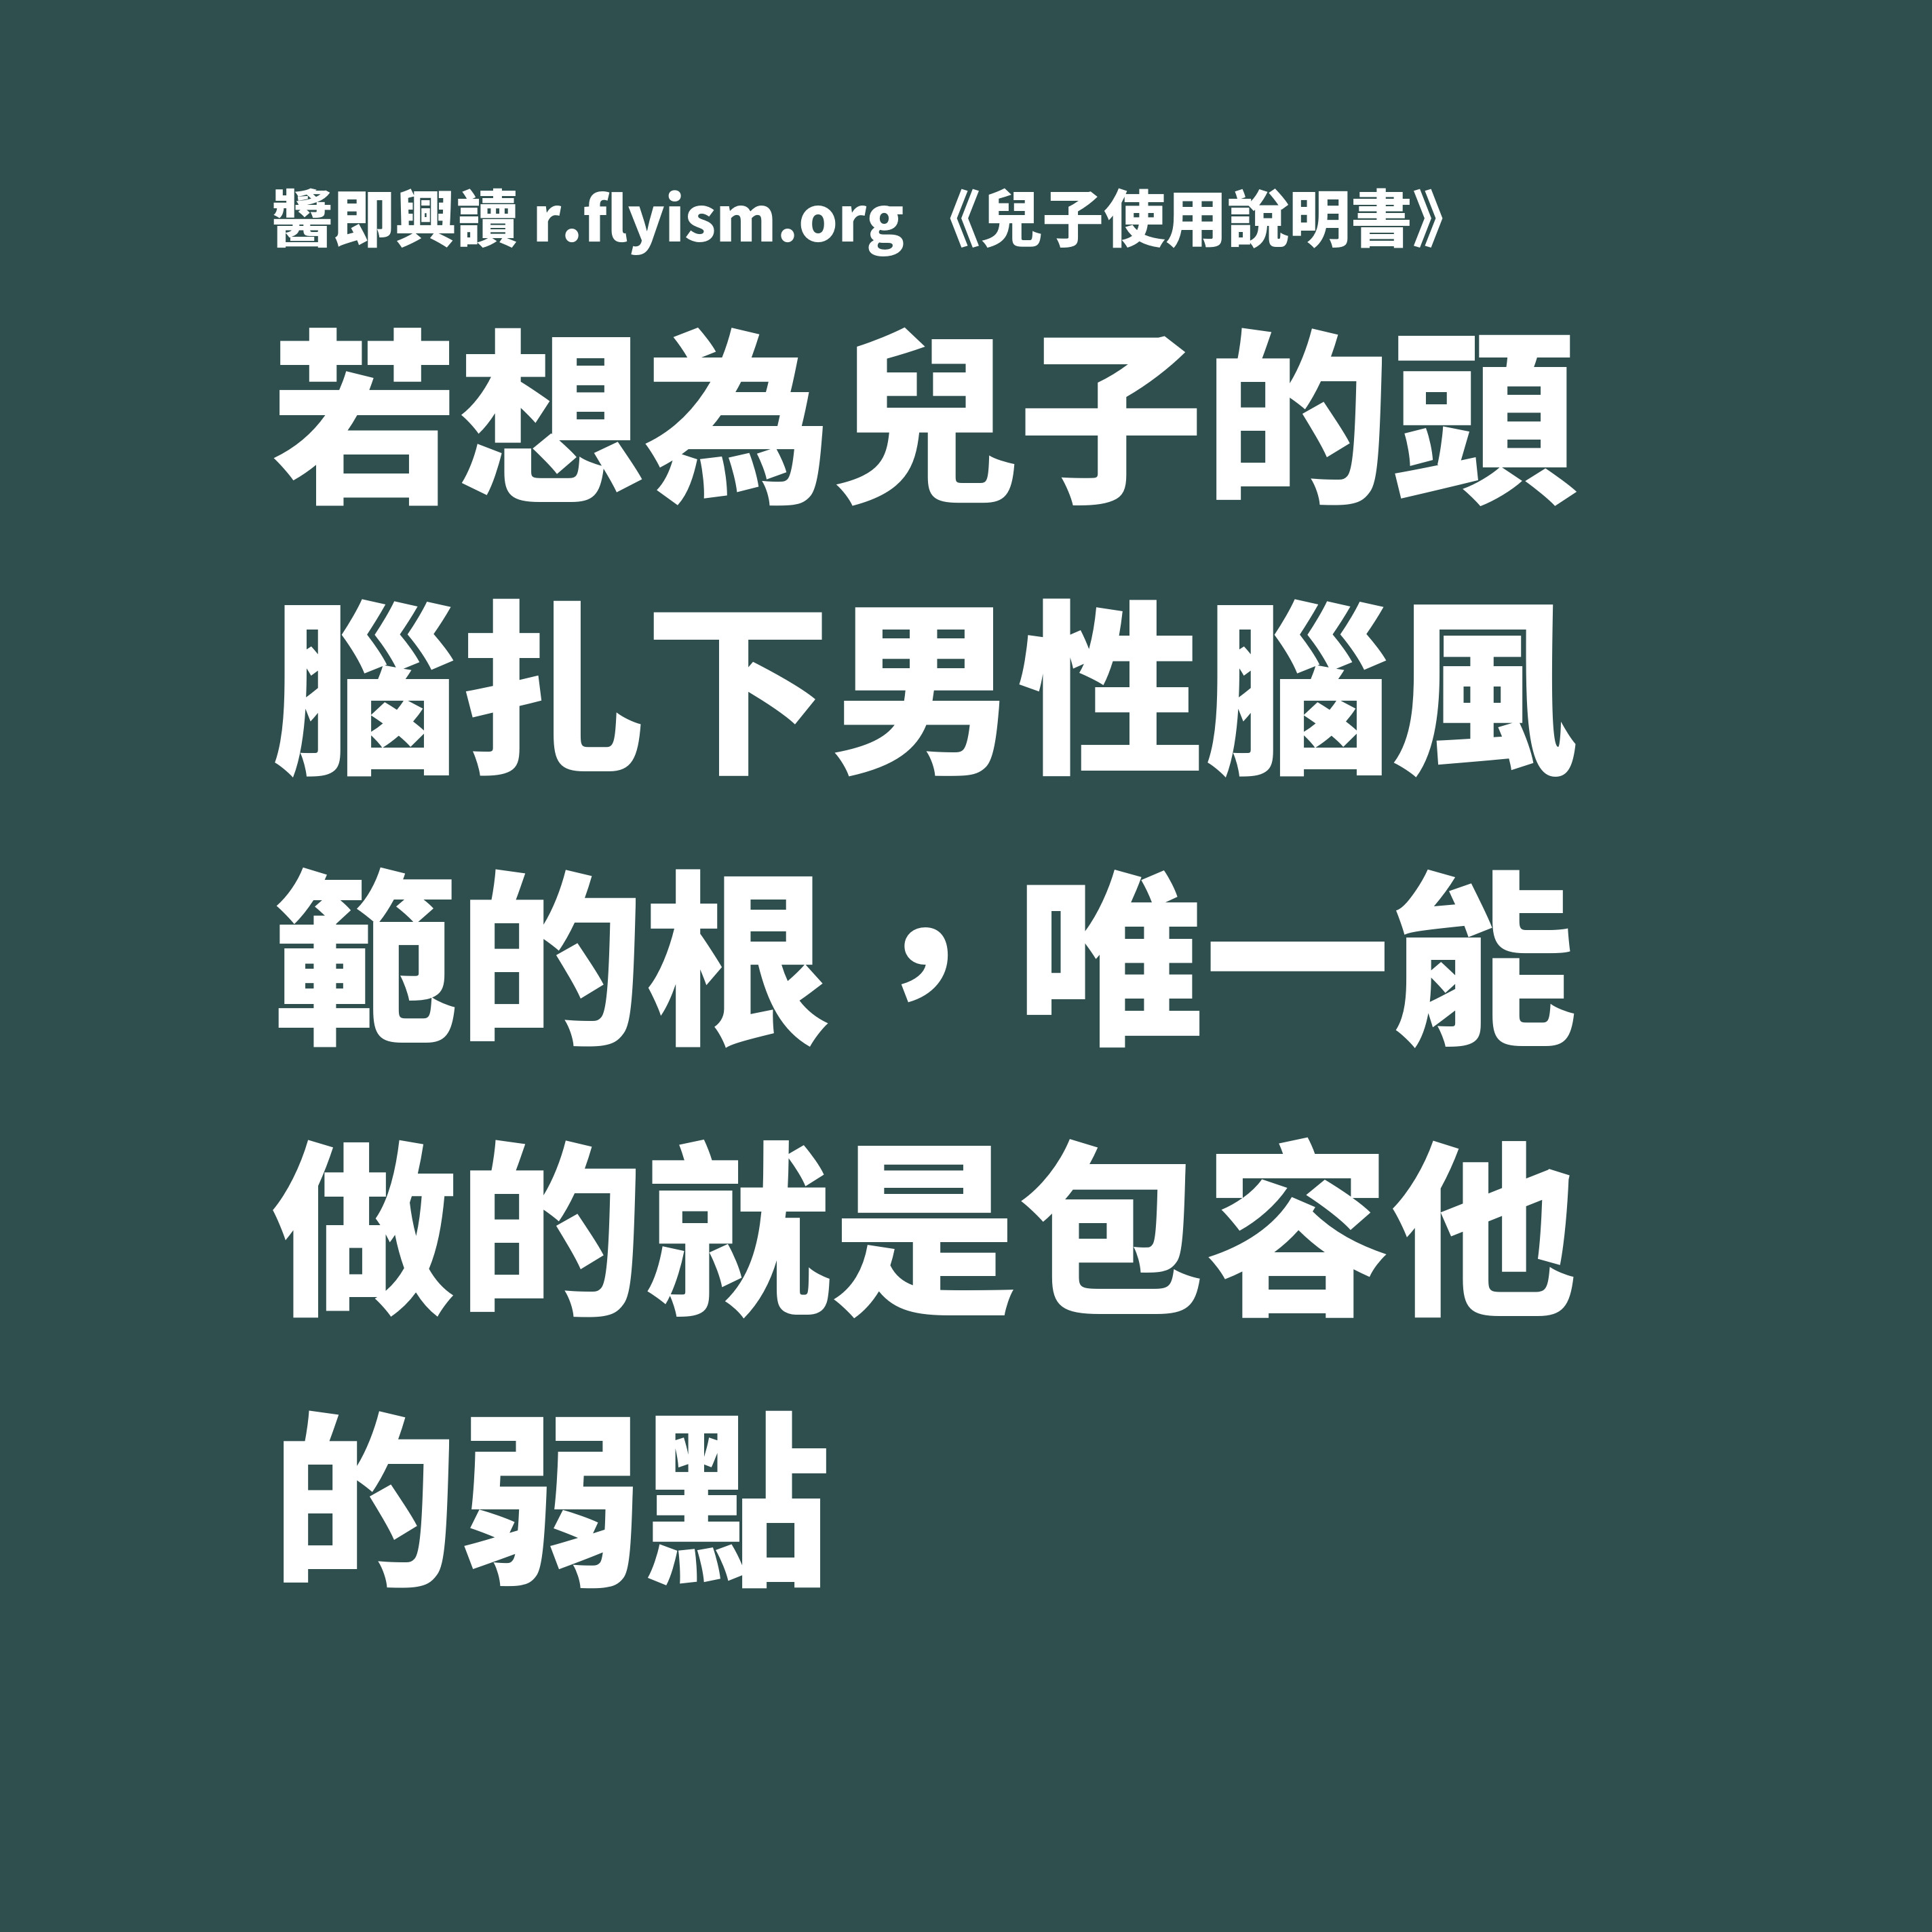 醫即與讀 r.flyism.org 《兒子使用說明書》
若想為兒子的頭
腦扎下男性腦風
範的根，唯一能
做的就是包容他
的弱點